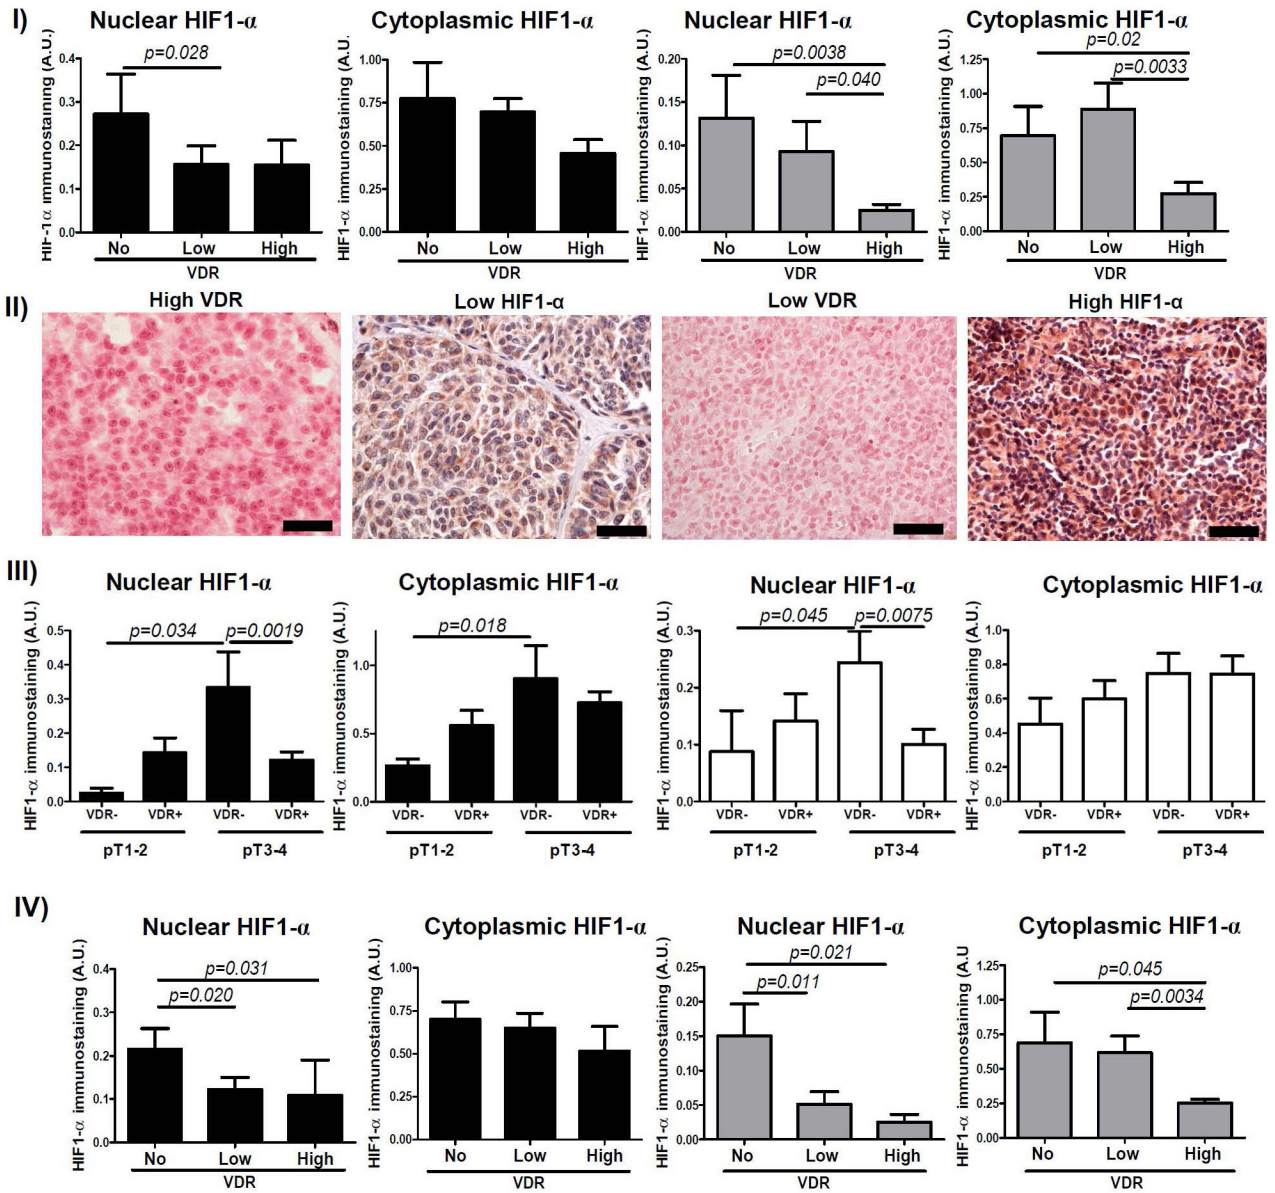 I)
Nuclear HIF1-α
Cytoplasmic HIF1-α
Nuclear HIF1-α
Cytoplasmic HIF1-α
HIF-1α immunostaining (A.U.)
0.4
0.3
0.2
0.1
0.0
p=0.028
No Low High
VDR
HIF1-α immunostaining (A.U.)
1.00
0.75
0.50
0.25
0.00
No Low High
VDR
HIF1-α immunostaining (A.U.)
0.20
0.15
0.10
0.05
0.00
p=0.0038
p=0.040
No Low High
VDR
HIF1-α immunostaining (A.U.)
1.25
1.00
0.75
0.50
0.25
0.00
p=0.02
p=0.0033
No Low High
VDR
II)
High VDR
Low HIF1-α
Low VDR
High HIF1-α
III)
Nuclear HIF1-α
Cytoplasmic HIF1-α
Nuclear HIF1-α
Cytoplasmic HIF1-α
HIF1-α immunostaining (A.U.)
0.5
0.4
0.3
0.2
0.1
0.0
p=0.034
p=0.0019
VDR- VDR+ VDR- VDR+
pT1-2 pT3-4
HIF1-α immunostaining (A.U.)
1.0
0.5
0.0
p=0.018
VDR- VDR+ VDR- VDR+
pT1-2 pT3-4
HIF1-α immunostaining (A.U.)
0.3
0.2
0.1
0.0
p=0.045
p=0.0075
VDR- VDR+ VDR- VDR+
pT1-2 pT3-4
HIF1-α immunostaining (A.U.)
1.0
0.8
0.6
0.4
0.2
0.0
VDR- VDR+ VDR- VDR+
pT1-2 pT3-4
IV)
Nuclear HIF1-α
Cytoplasmic HIF1-α
Nuclear HIF1-α
Cytoplasmic HIF1-α
HIF1-α immunostaining (A.U.)
0.4
0.3
0.2
0.1
0.0
p=0.031
p=0.020
No Low High
VDR
HIF1-α immunostaining (A.U.)
1.00
0.75
0.50
0.25
0.00
No Low High
VDR
HIF1-α immunostaining (A.U.)
0.25
0.20
0.15
0.10
0.05
0.00
p=0.021
p=0.011
No Low High
VDR
HIF1-α immunostaining (A.U
1.25
1.00
0.75
0.50
0.25
0.00
p=0.045
p=0.0034
No Low High
VDR